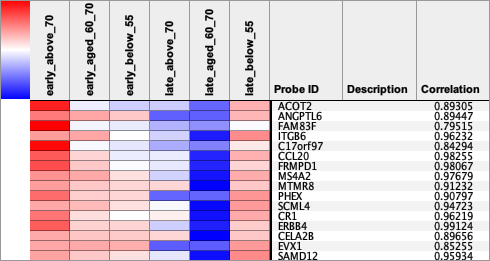 early_above_70
early_aged_60_70
early_below_55
late_above_70
late_aged_60_70
late_below_55
Probe ID Description Correlation
ACOT2 0.89305
ANGPTL6 0.89447
FAM83F 0.79515
ITGB6 0.96232
C17orf97 0.84294
CCL20 0.98255
FRMPD1 0.98067
MS4A2 0.97679
MTMR8 0.91232
PHEX 0.90797
SCML4 0.94723
CR1 0.96219
ERBB4 0.99124
CELA2B 0.89656
EVX1 0.85255
SAMD12 0.95934